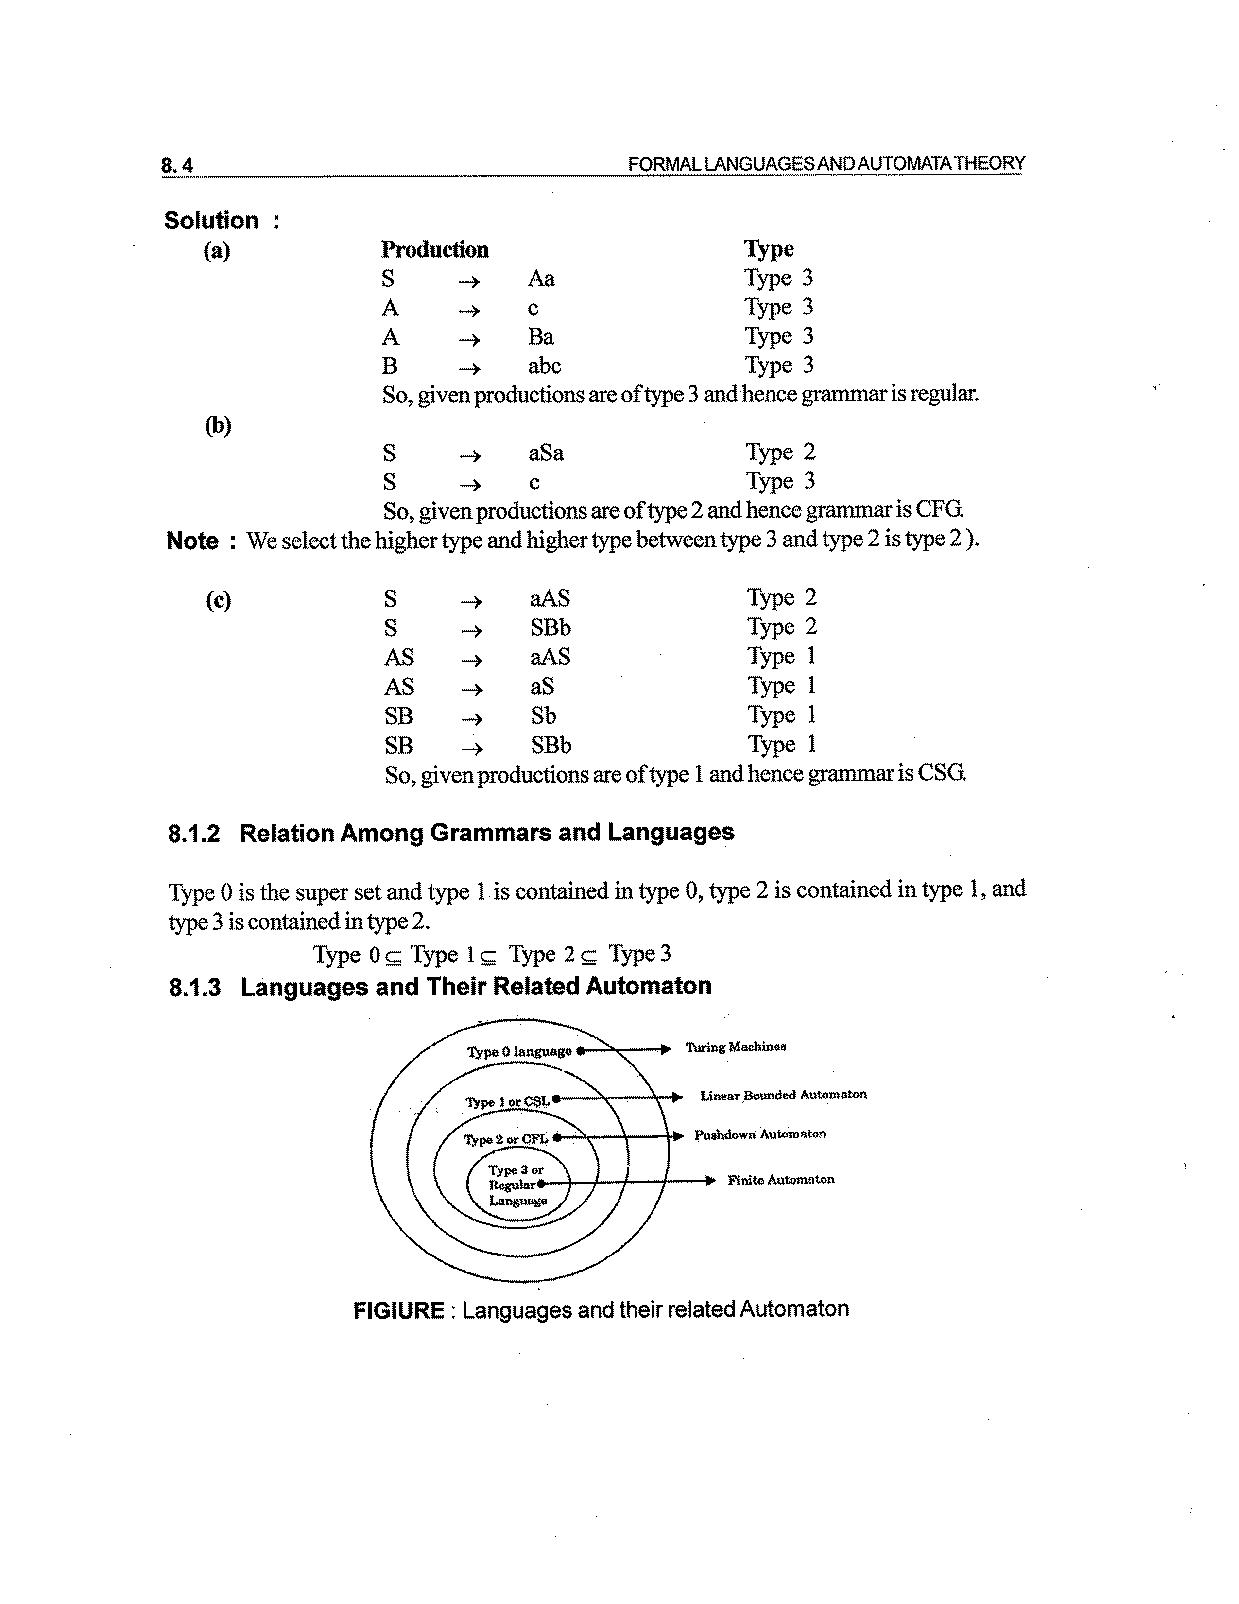 8. 4 FORMAL LANGUAGES AND AUTOMATA THEORY
Solution :
(a) Production Type
S → Aa Type 3
A → c Type 3
A → Ba Type 3
B → abc Type 3
So, given productions are of type 3 and hence grammar is regular.
(b)
S → aSa Type 2
S → c Type 3
So, given productions are of type 2 and hence grammar is CFG.
Note : We select the higher type and higher type between type 3 and type 2 is type 2 ).
(c) S → aAS Type 2
S → SBb Type 2
AS → aAS Type 1
AS → aS Type 1
SB → Sb Type 1
SB → SBb Type 1
So, given productions are of type 1 and hence grammar is CSG.
8.1.2 Relation Among Grammars and Languages
Type 0 is the super set and type 1 is contained in type 0, type 2 is contained in type 1, and
type 3 is contained in type 2.
Type 0 ⊆ Type 1 ⊆ Type 2 ⊆ Type 3
8.1.3 Languages and Their Related Automaton
Type 0 language Turing Machines
Type 1 or CSL Linear Bounded Automaton
Type 2 or CFL Pushdown Automaton
Type 3 or
Regular Finite Automaton
Language
FIGIURE : Languages and their related Automaton